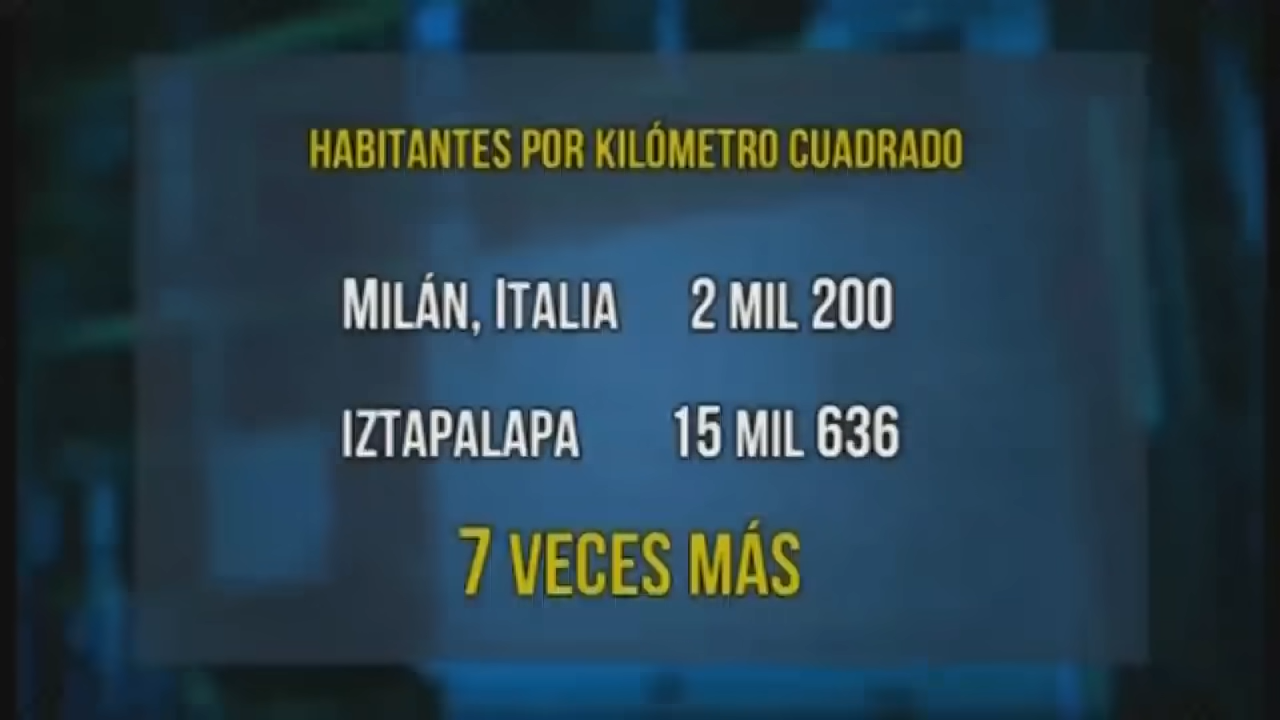 HABITANTES POR KILÓMETRO CUADRADO
MILÁN, ITALIA 2 MIL 200
IZTAPALAPA 15 MIL 636
7 VECES MÁS